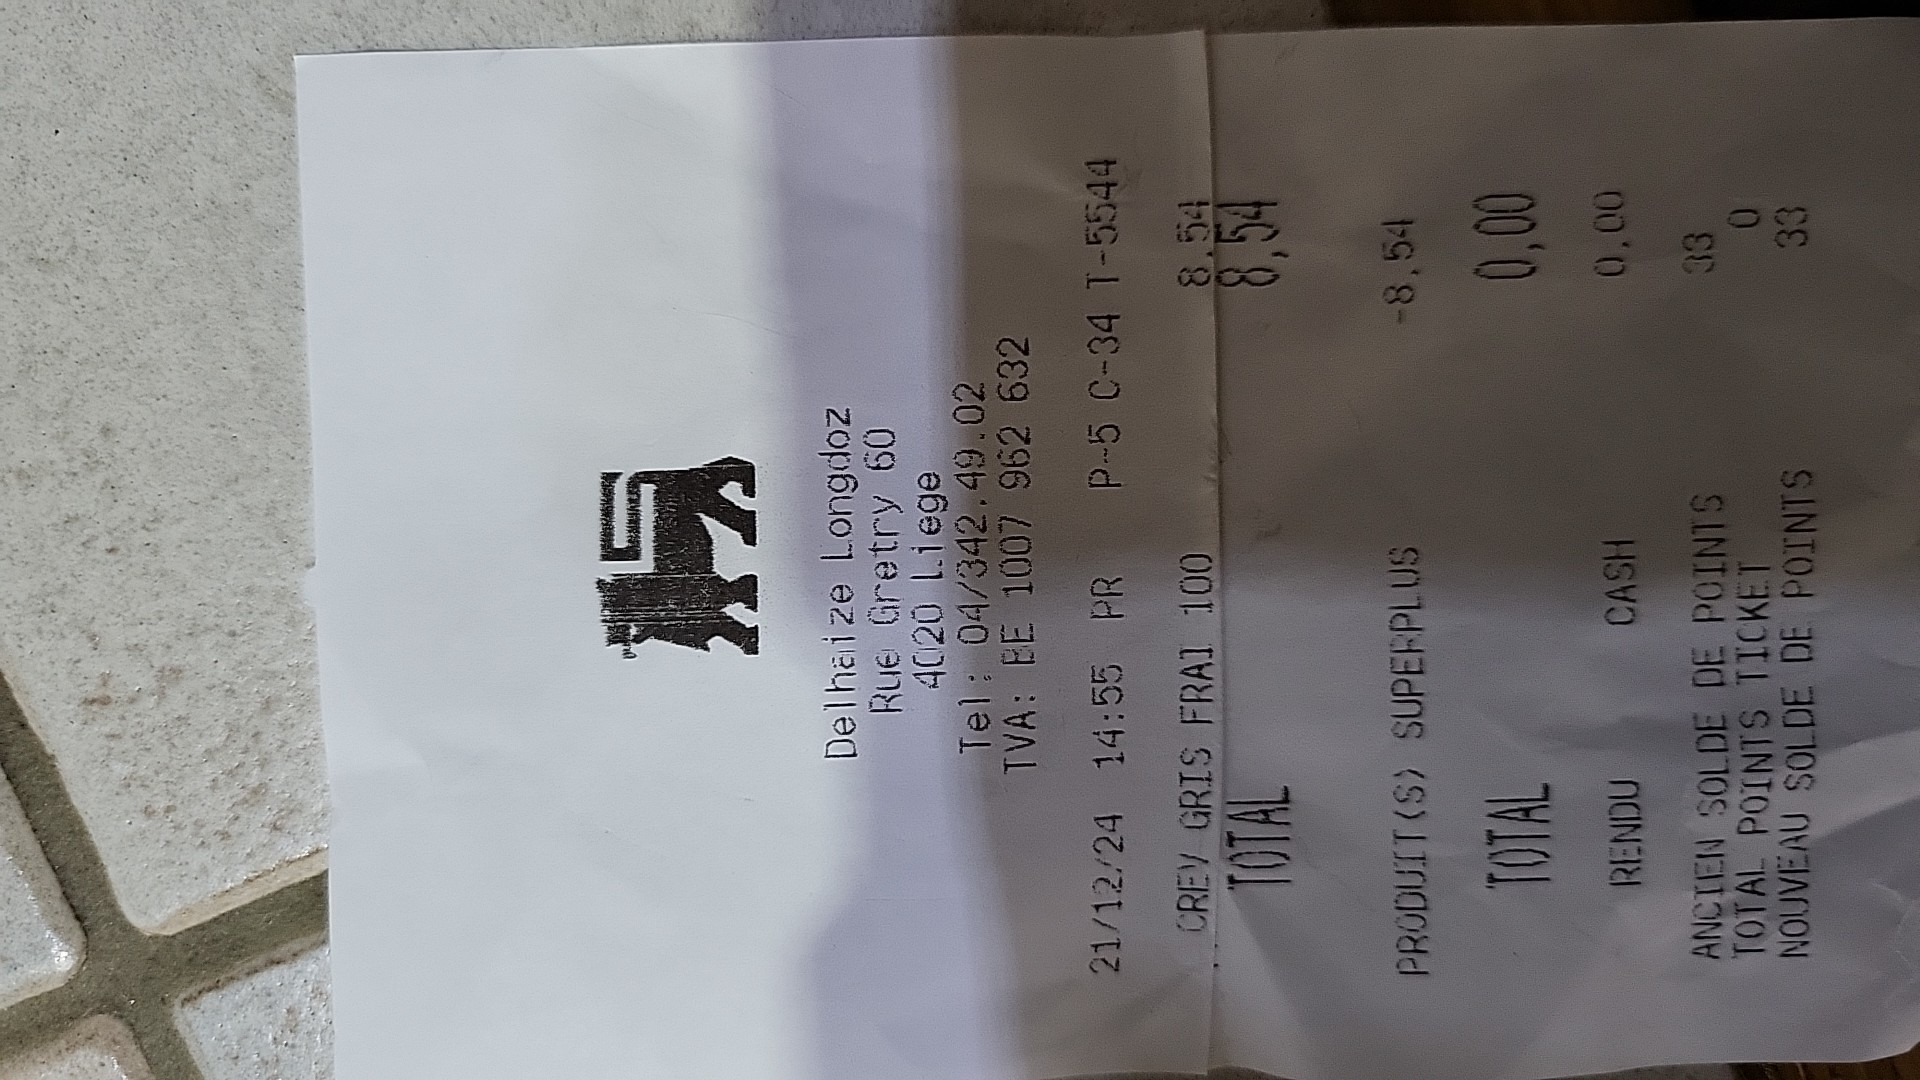 Delhaize Longdoz
Rue Gretry 60
4020 Liege
Tel: 04/342.49.02
TVA: BE 1007 962 632
21/12/24 14:55 PR P-5 C-34 T-5544
CREV GRIS FRAI 100 8,54
TOTAL 8,54
PRODUIT(S) SUPERPLUS -8,54
TOTAL 0,00
RENDU CASH 0,00
ANCIEN SOLDE DE POINTS 33
TOTAL POINTS TICKET 0
NOUVEAU SOLDE DE POINTS 33